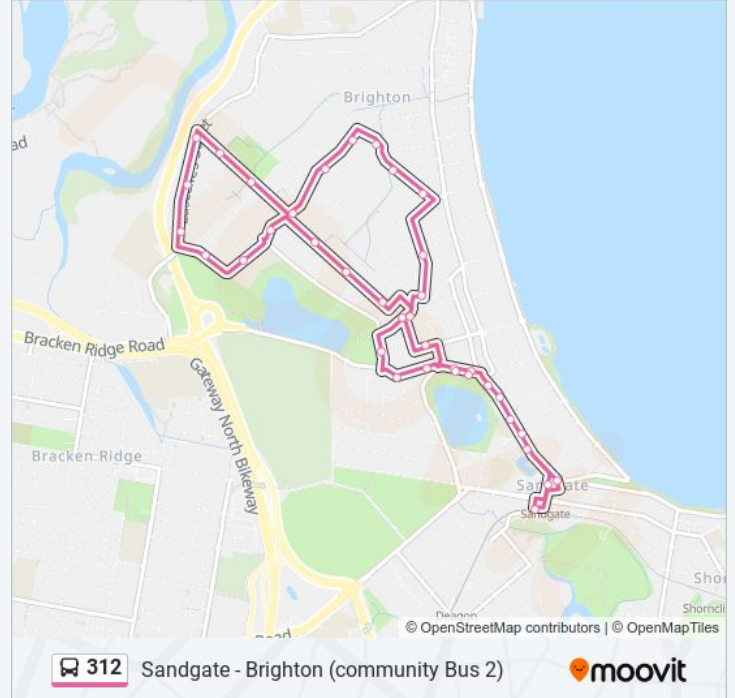 Brighton
ad
Bracken Ridge Road
Gateway North Bikeway
Bracken Ridge
Sandgate
Sandgate
Shor
Shorncli
Deagon
Road
© OpenStreetMap contributors | © OpenMapTiles
312 Sandgate - Brighton (community Bus 2)
moovit